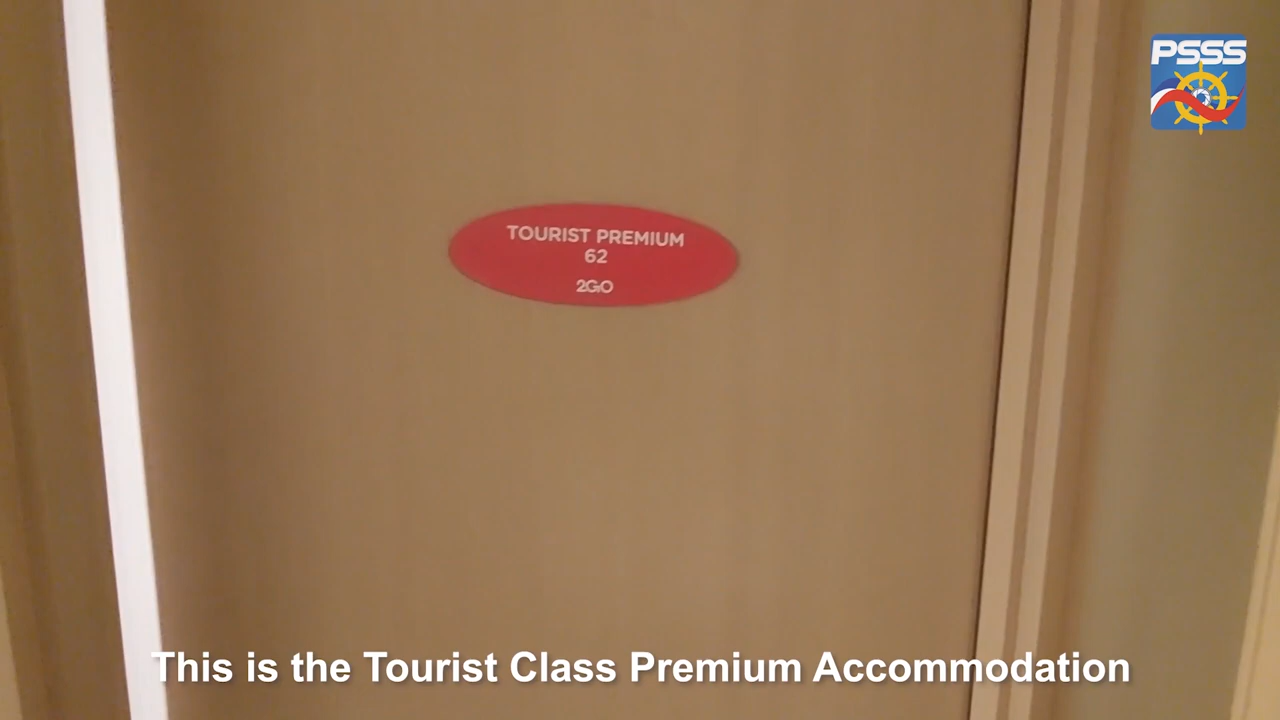 PSSS
TOURIST PREMIUM
62
2GO
This is the Tourist Class Premium Accommodation